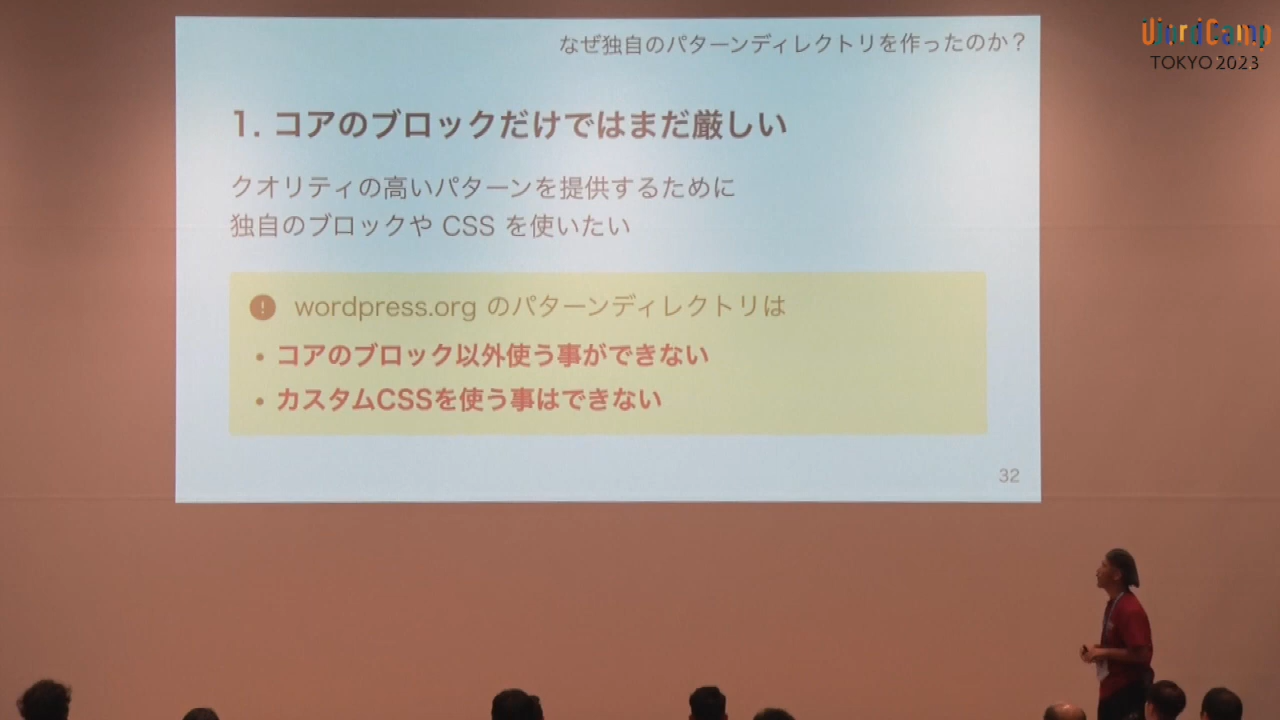 なぜ独自のパターンディレクトリを作ったのか？
WordCamp
TOKYO 2023
1. コアのブロックだけではまだ厳しい
クオリティの高いパターンを提供するために
独自のブロックや CSS を使いたい
! wordpress.org のパターンディレクトリは
• コアのブロック以外使う事ができない
• カスタムCSSを使う事はできない
32